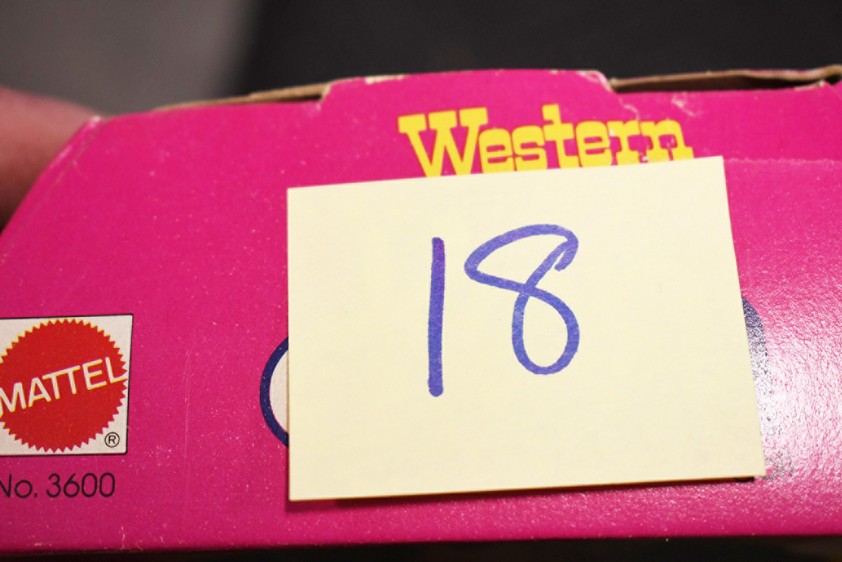 Western
18
MATTEL
®
No. 3600